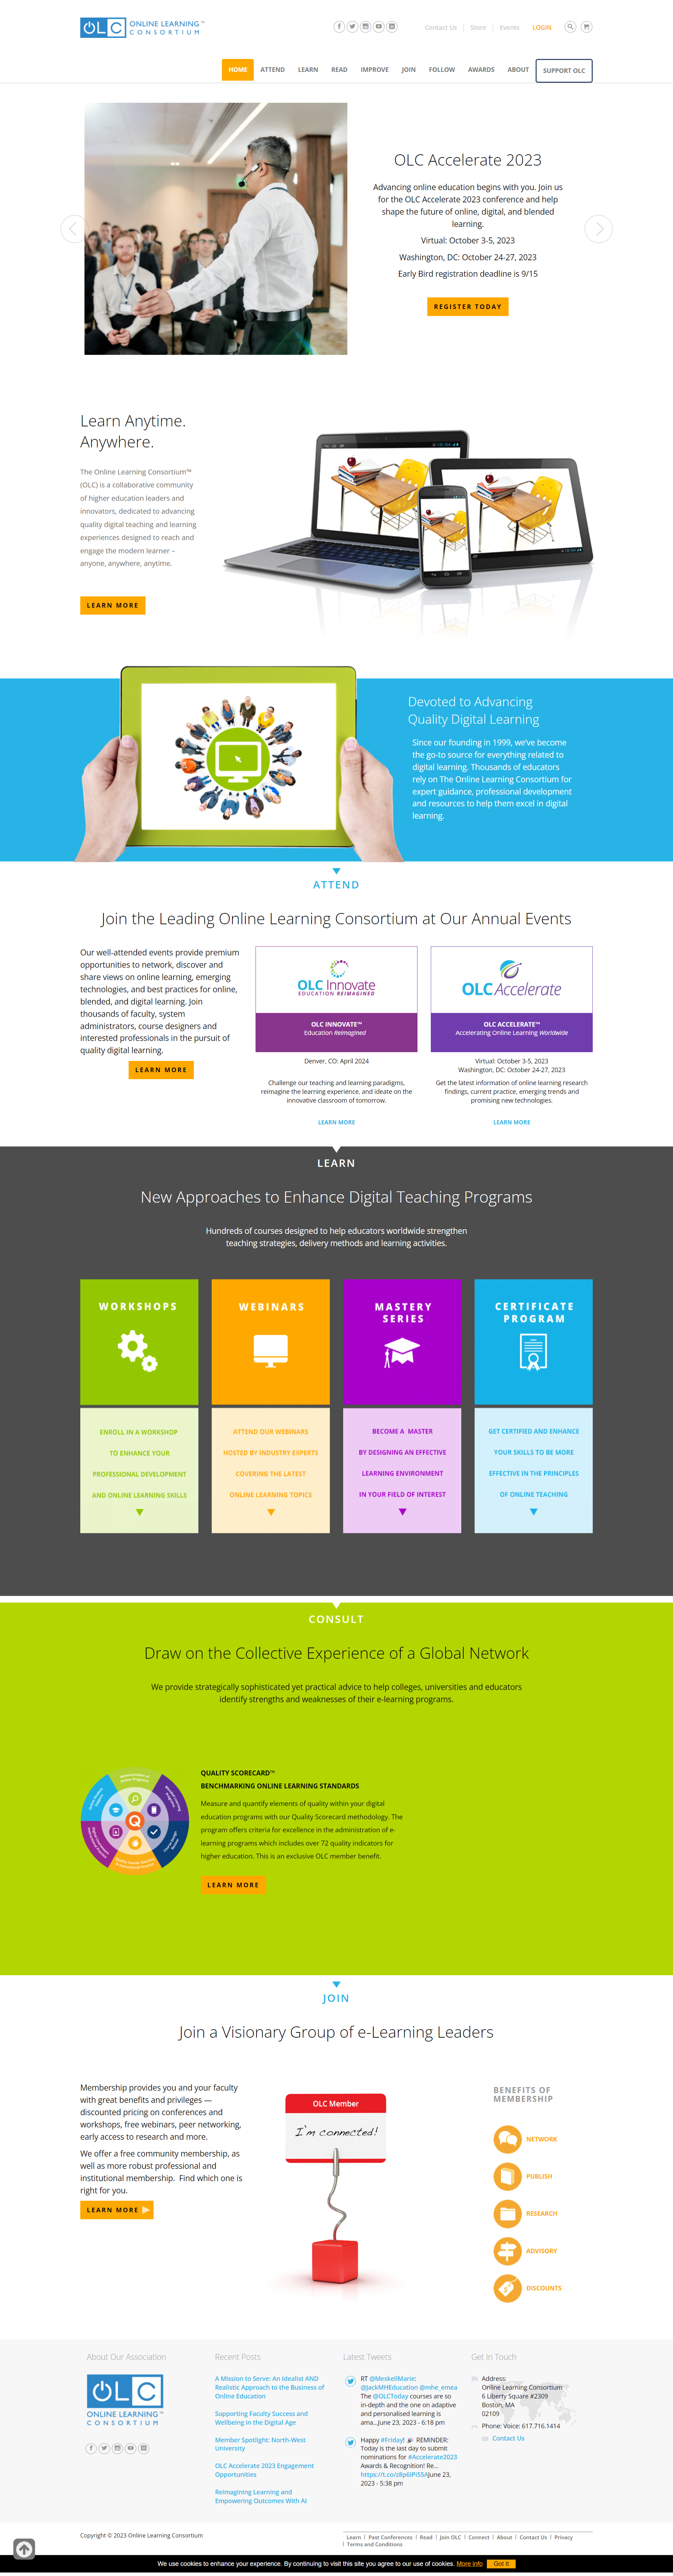 OLC ONLINE LEARNING™
CONSORTIUM
Contact Us | Store | Events LOGIN
HOME ATTEND LEARN READ IMPROVE JOIN FOLLOW AWARDS ABOUT SUPPORT OLC
OLC Accelerate 2023
Advancing online education begins with you. Join us
for the OLC Accelerate 2023 conference and help
shape the future of online, digital, and blended
learning.
Virtual: October 3-5, 2023
Washington, DC: October 24-27, 2023
Early Bird registration deadline is 9/15
REGISTER TODAY
Learn Anytime.
Anywhere.
The Online Learning Consortium™
(OLC) is a collaborative community
of higher education leaders and
innovators, dedicated to advancing
quality digital teaching and learning
experiences designed to reach and
engage the modern learner –
anyone, anywhere, anytime.
LEARN MORE
Devoted to Advancing
Quality Digital Learning
Since our founding in 1999, we've become
the go-to source for everything related to
digital learning. Thousands of educators
rely on The Online Learning Consortium for
expert guidance, professional development
and resources to help them excel in digital
learning.
ATTEND
Join the Leading Online Learning Consortium at Our Annual Events
Our well-attended events provide premium
opportunities to network, discover and
share views on online learning, emerging
technologies, and best practices for online,
blended, and digital learning. Join
thousands of faculty, system
administrators, course designers and
interested professionals in the pursuit of
quality digital learning.
LEARN MORE
OLC Innovate
EDUCATION REIMAGINED
OLC INNOVATE™
Education Reimagined
Denver, CO: April 2024
Challenge our teaching and learning paradigms,
reimagine the learning experience, and ideate on the
innovative classroom of tomorrow.
LEARN MORE
OLC Accelerate
OLC ACCELERATE™
Accelerating Online Learning Worldwide
Virtual: October 3-5, 2023
Washington, DC: October 24-27, 2023
Get the latest information of online learning research
findings, current practice, emerging trends and
promising new technologies.
LEARN MORE
LEARN
New Approaches to Enhance Digital Teaching Programs
Hundreds of courses designed to help educators worldwide strengthen
teaching strategies, delivery methods and learning activities.
WORKSHOPS
ENROLL IN A WORKSHOP
TO ENHANCE YOUR
PROFESSIONAL DEVELOPMENT
AND ONLINE LEARNING SKILLS
WEBINARS
ATTEND OUR WEBINARS
HOSTED BY INDUSTRY EXPERTS
COVERING THE LATEST
ONLINE LEARNING TOPICS
MASTERY
SERIES
BECOME A MASTER
BY DESIGNING AN EFFECTIVE
LEARNING ENVIRONMENT
IN YOUR FIELD OF INTEREST
CERTIFICATE
PROGRAM
GET CERTIFIED AND ENHANCE
YOUR SKILLS TO BE MORE
EFFECTIVE IN THE PRINCIPLES
OF ONLINE TEACHING
CONSULT
Draw on the Collective Experience of a Global Network
We provide strategically sophisticated yet practical advice to help colleges, universities and educators
identify strengths and weaknesses of their e-learning programs.
Q
QUALITY SCORECARD™
BENCHMARKING ONLINE LEARNING STANDARDS
Measure and quantify elements of quality within your digital
education programs with our Quality Scorecard methodology. The
program offers criteria for excellence in the administration of e-
learning programs which includes over 72 quality indicators for
higher education. This is an exclusive OLC member benefit.
LEARN MORE
JOIN
Join a Visionary Group of e-Learning Leaders
Membership provides you and your faculty
with great benefits and privileges —
discounted pricing on conferences and
workshops, free webinars, peer networking,
early access to research and more.
We offer a free community membership, as
well as more robust professional and
institutional membership. Find which one is
right for you.
LEARN MORE
OLC Member
I'm connected!
BENEFITS OF
MEMBERSHIP
NETWORK
PUBLISH
RESEARCH
ADVISORY
DISCOUNTS
About Our Association
OLC
ONLINE LEARNING™
CONSORTIUM
Recent Posts
A Mission to Serve: An Idealist AND
Realistic Approach to the Business of
Online Education
Supporting Faculty Success and
Wellbeing in the Digital Age
Member Spotlight: North-West
University
OLC Accelerate 2023 Engagement
Opportunities
Reimagining Learning and
Empowering Outcomes With AI
Latest Tweets
RT @MeskellMarie:
@JackMHEducation @mhe_emea
The @OLCToday courses are so
in-depth and the one on adaptive
and personalised learning is
ama...June 23, 2023 - 6:18 pm
Happy #Friday! REMINDER:
Today is the last day to submit
nominations for #Accelerate2023
Awards & Recognition! Re...
2023 - 5:38 pm
Get In Touch
Address:
Online Learning Consortium
6 Liberty Square #2309
Boston, MA
02109
Phone: Voice: 617.716.1414
Contact Us
Copyright © 2023 Online Learning Consortium
Learn | Past Conferences | Read | Join OLC | Connect | About | Contact Us | Privacy
| Terms and Conditions
We use cookies to enhance your experience. By continuing to visit this site you agree to our use of cookies. More info Got It